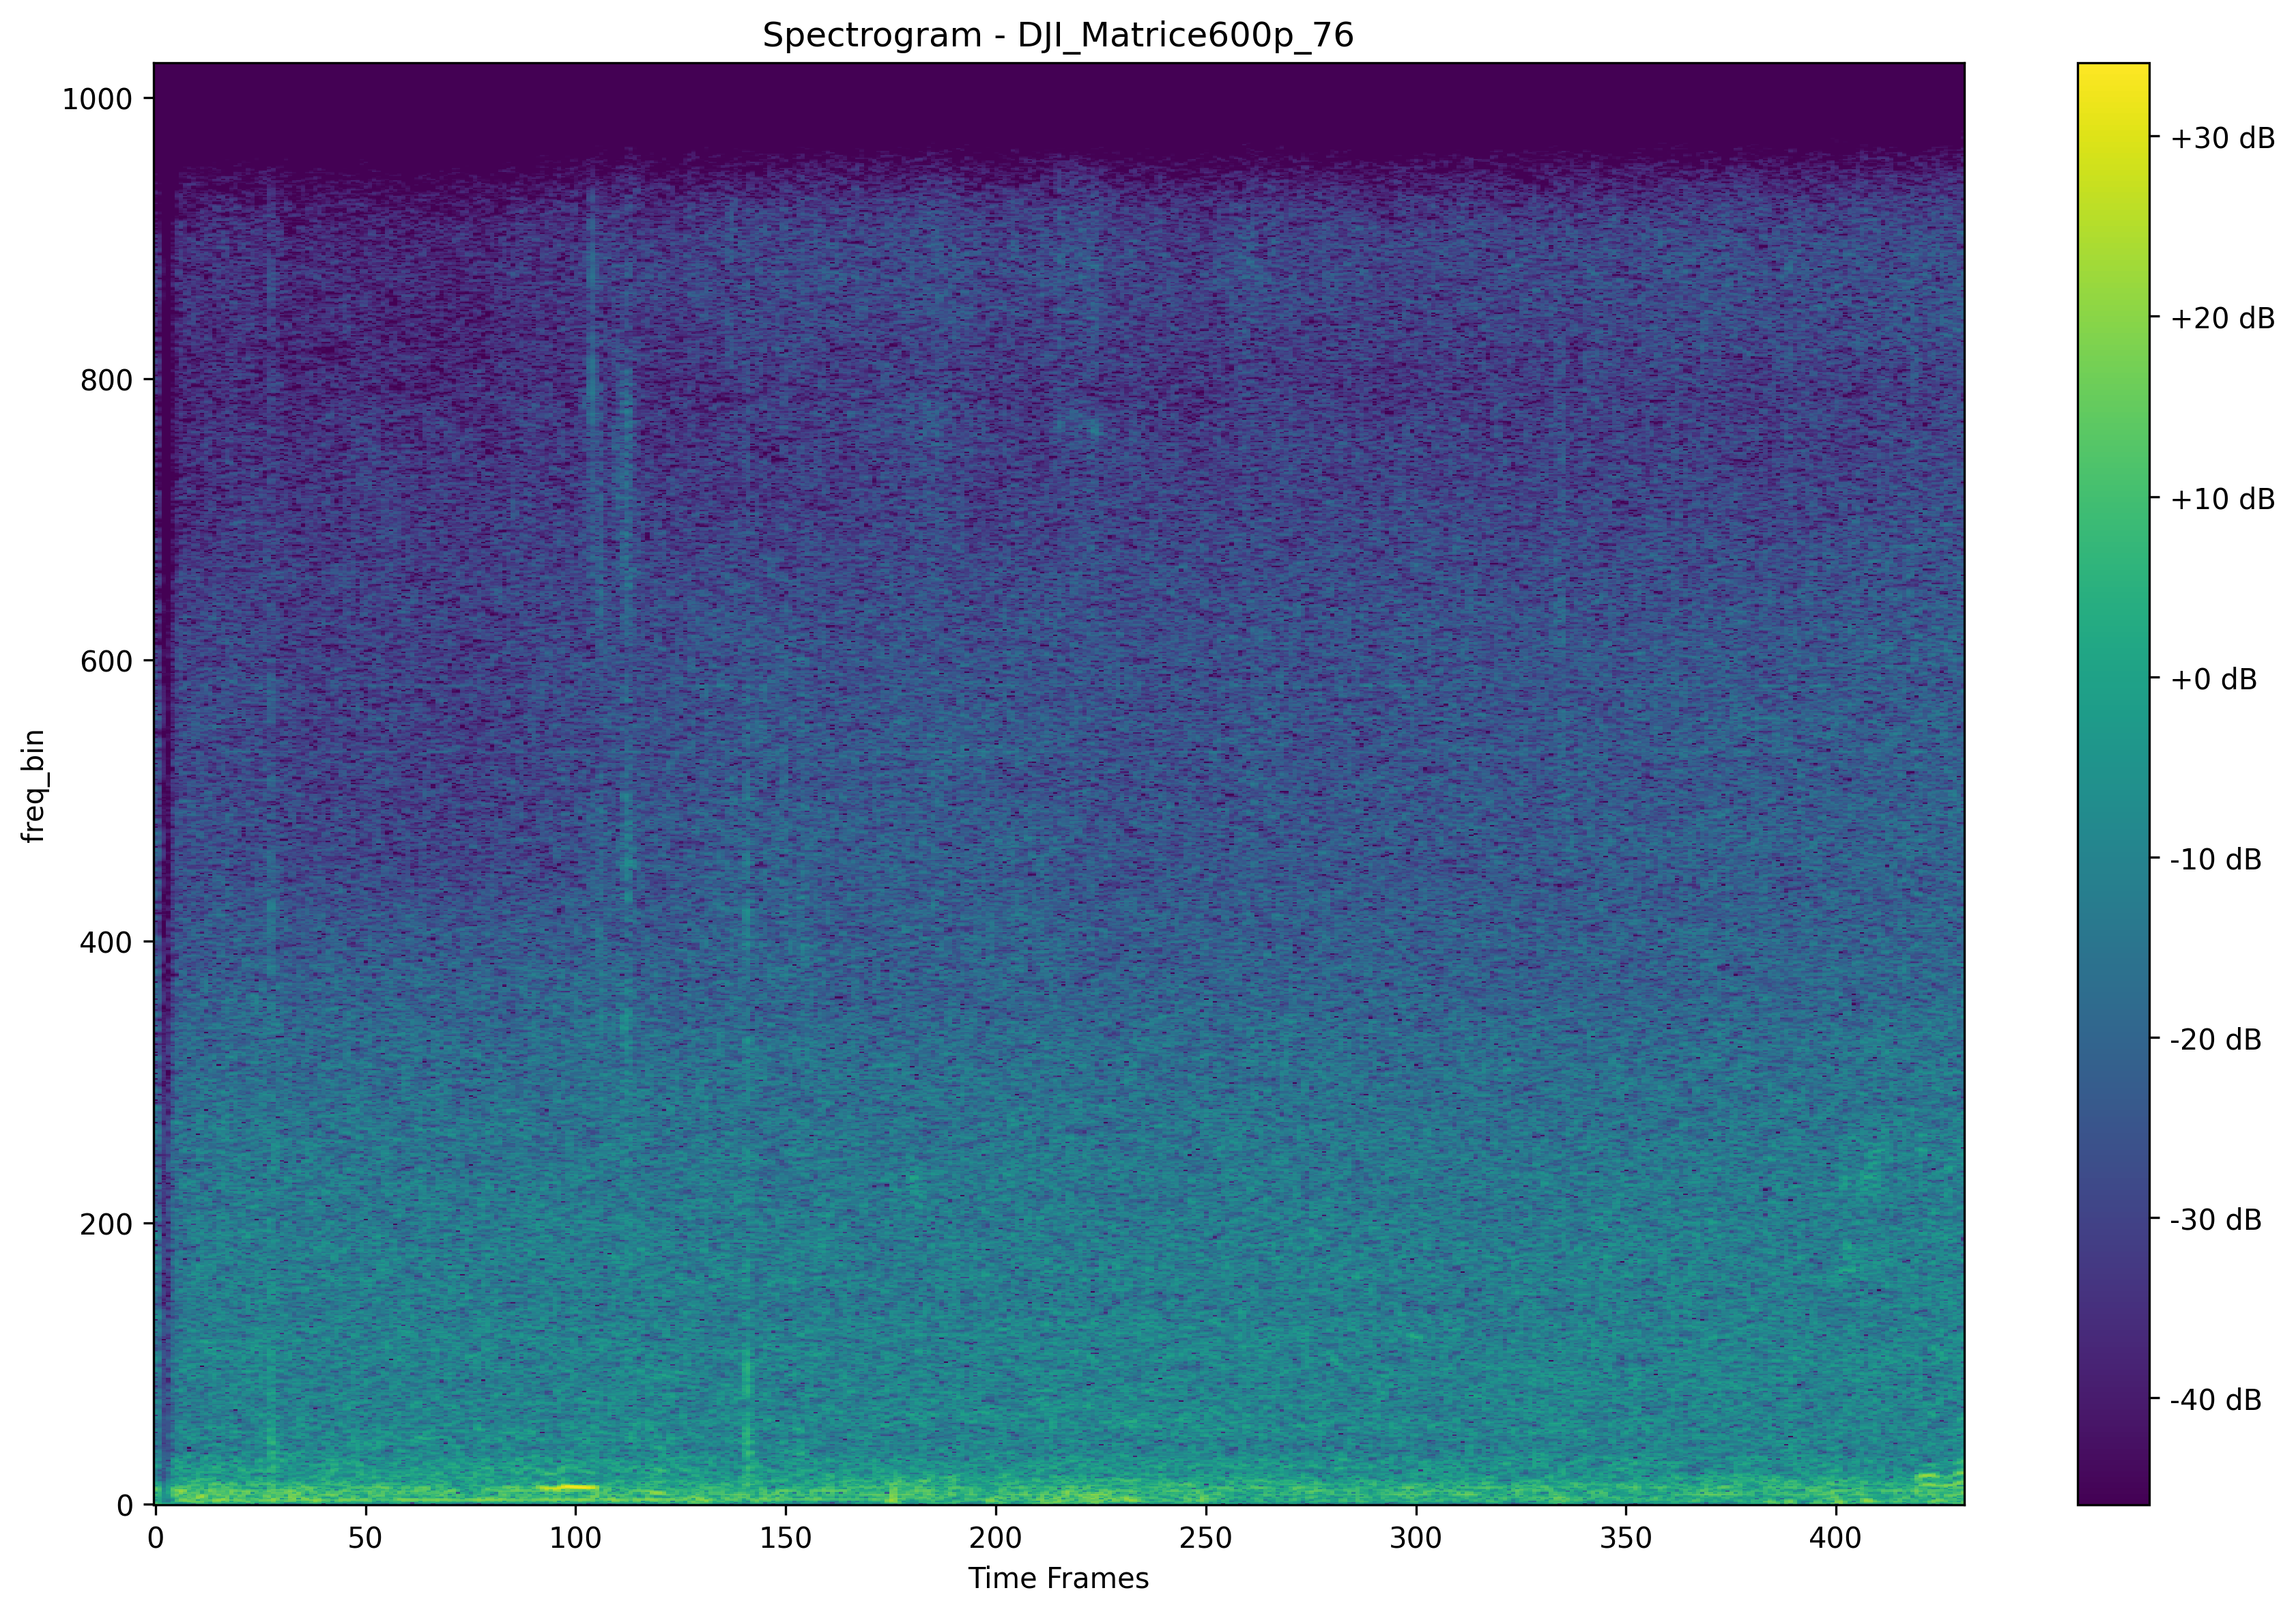 Spectrogram - DJI_Matrice600p_76
1000
800
600
400
200
0
freq_bin
0 50 100 150 200 250 300 350 400
Time Frames
+30 dB
+20 dB
+10 dB
+0 dB
-10 dB
-20 dB
-30 dB
-40 dB